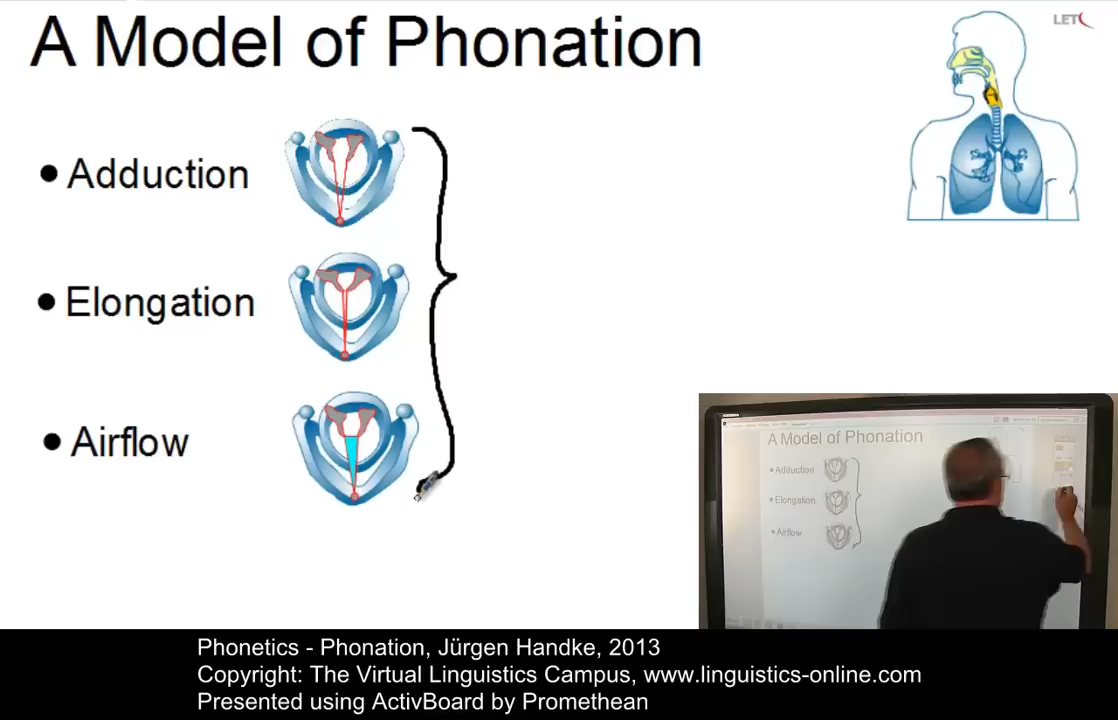 A Model of Phonation
LET
• Adduction
• Elongation
• Airflow
A Model of Phonation
• Adduction
• Elongation
• Airflow
Phonetics - Phonation, Jürgen Handke, 2013
Copyright: The Virtual Linguistics Campus, www.linguistics-online.com
Presented using ActivBoard by Promethean